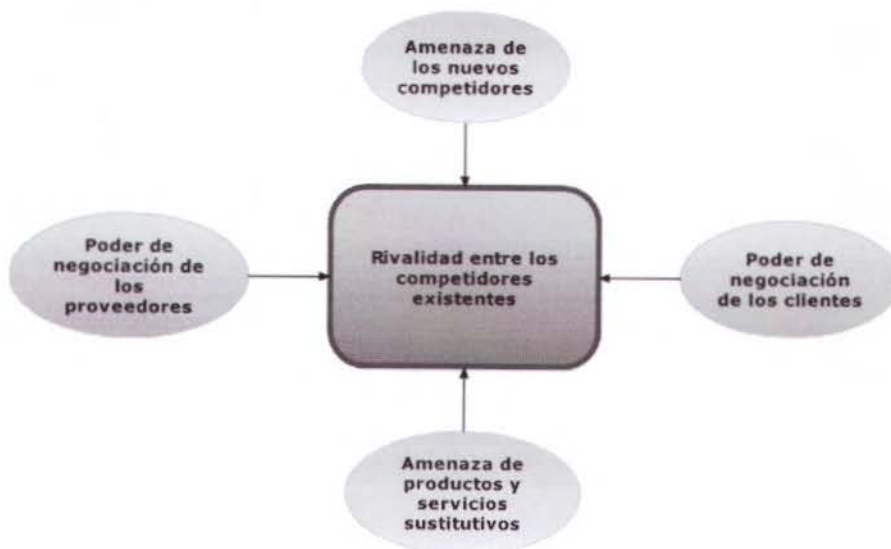 Amenaza de
los nuevos
competidores
Poder de
negociación de
los
proveedores
Rivalidad entre los
competidores
existentes
Poder de
negociación
de los clientes
Amenaza de
productos y
servicios
sustitutivos